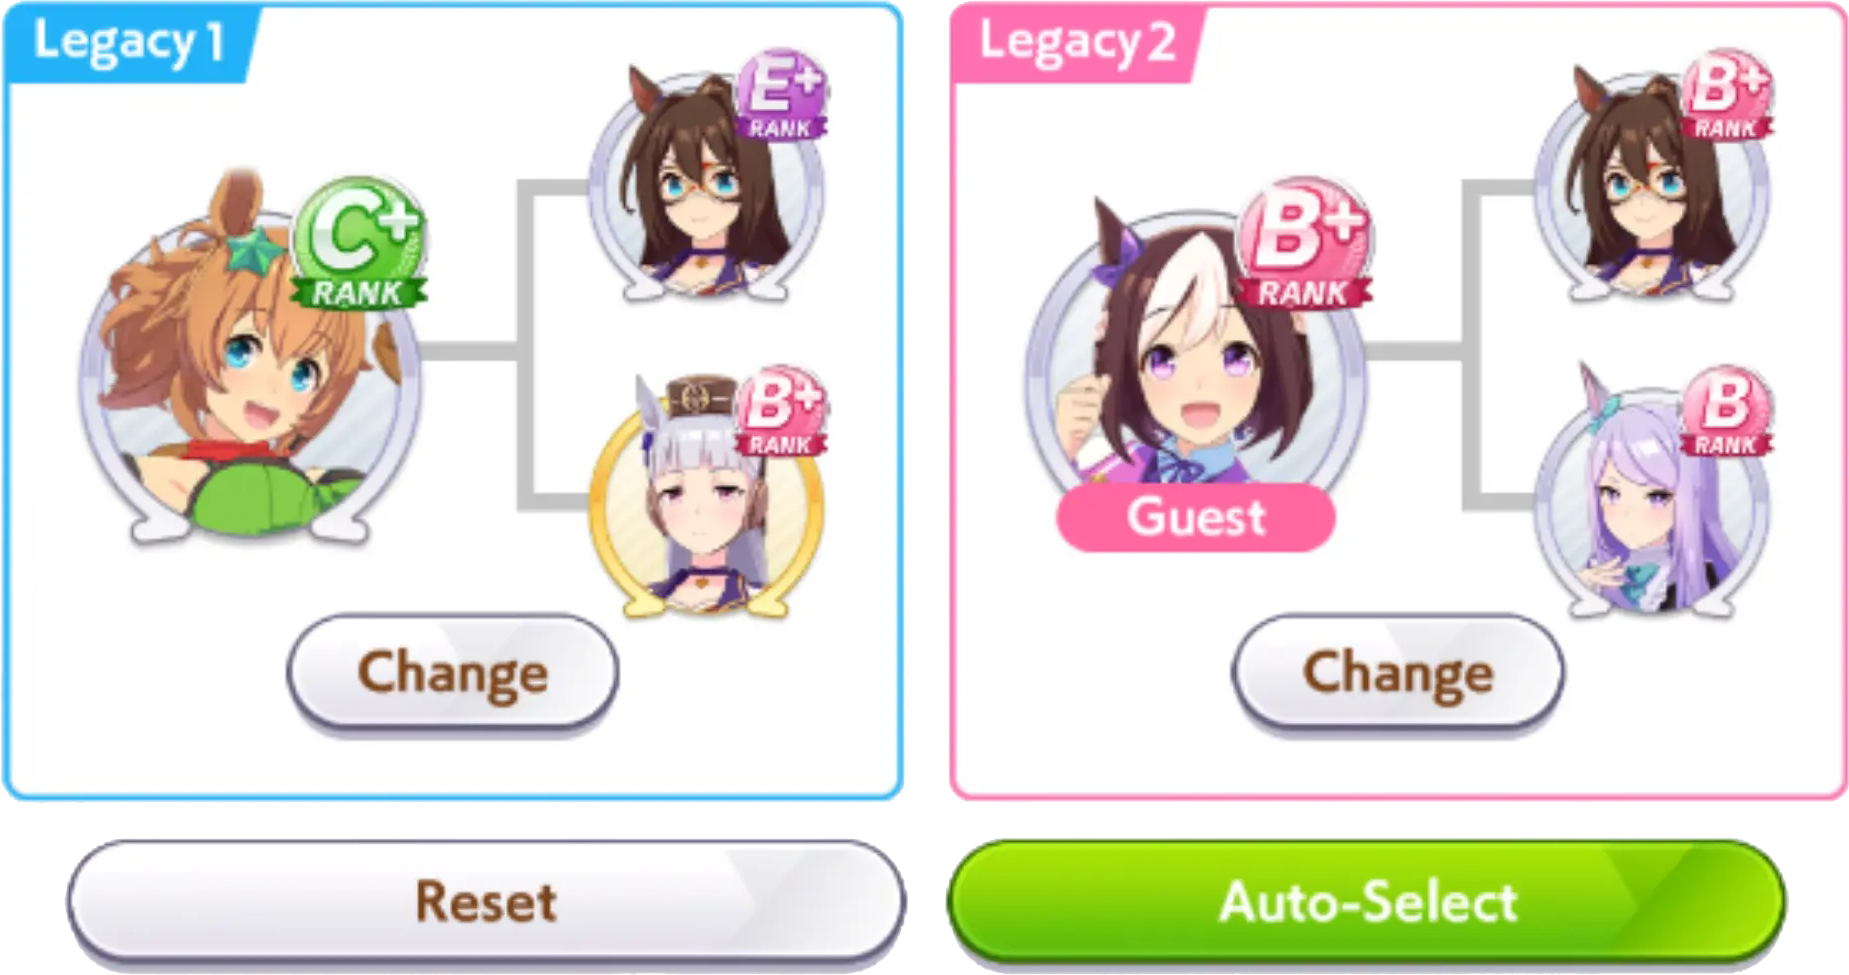 Legacy 1
E+
RANK
C+
RANK
B+
RANK
Change
Legacy 2
B+
RANK
B+
RANK
Guest
B
RANK
Change
Reset
Auto-Select